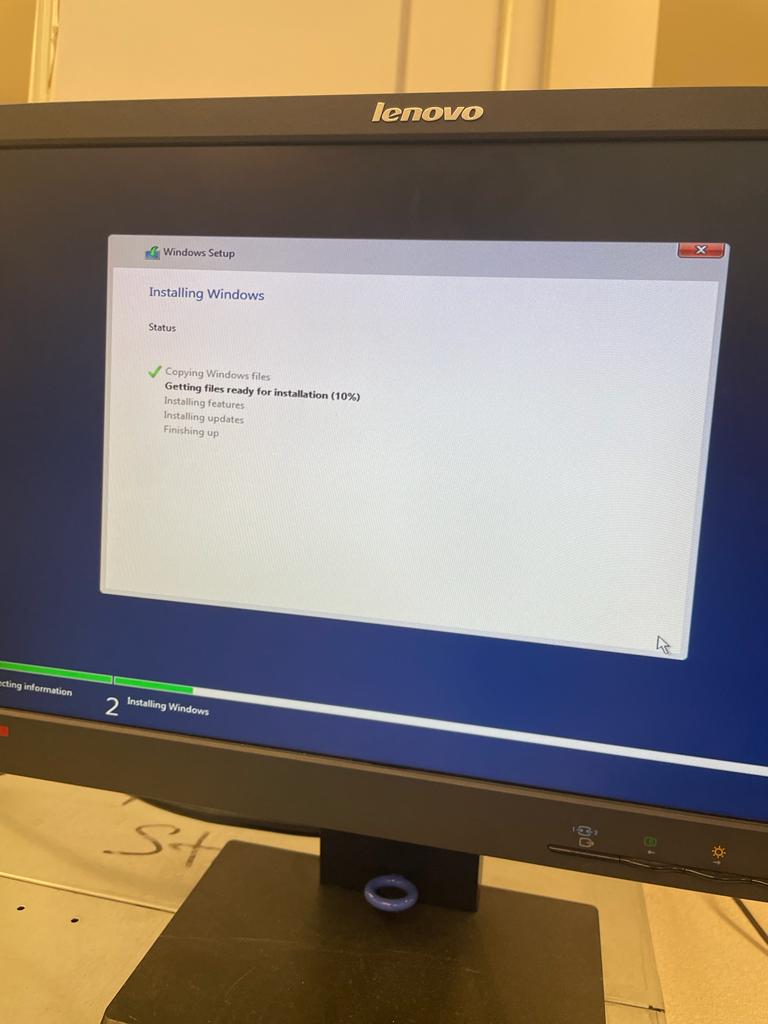 lenovo
Windows Setup
Installing Windows
Status
Copying Windows files
Getting files ready for installation (10%)
Installing features
Installing updates
Finishing up
ecting information
2 Installing Windows
St